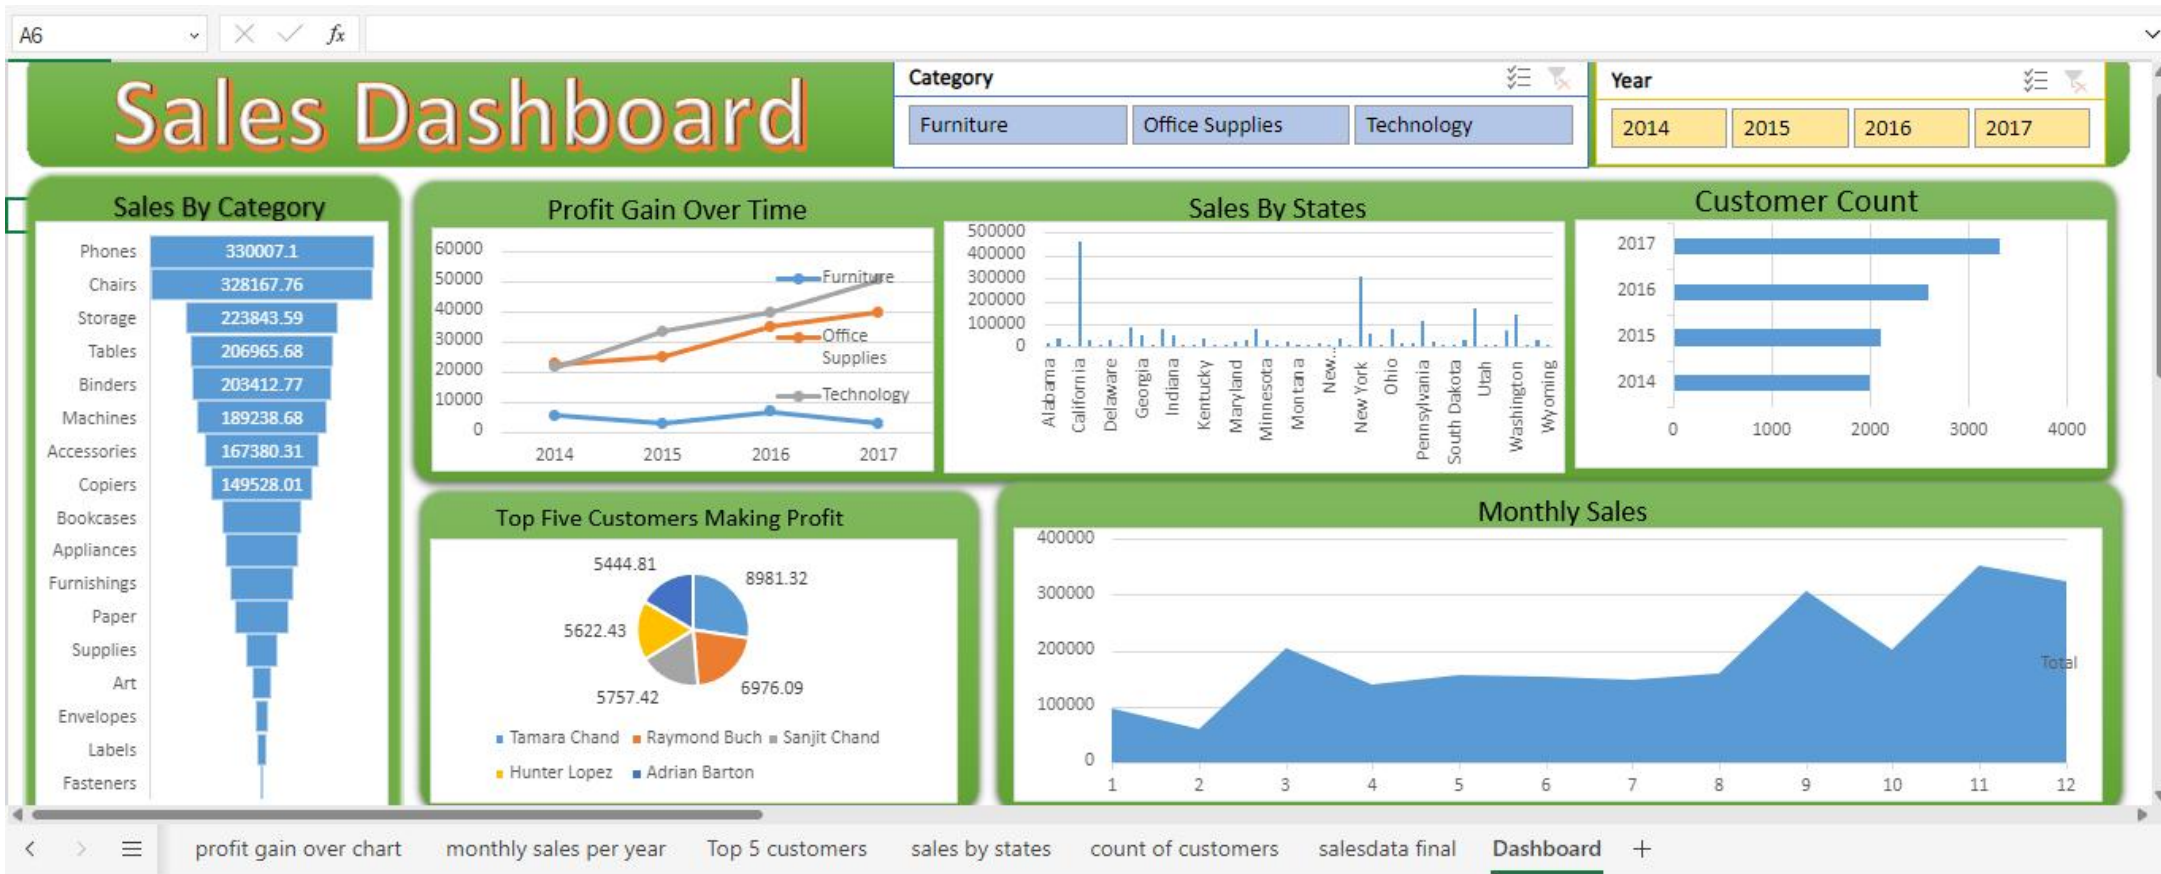 A6
fx
Sales Dashboard
Category
Furniture Office Supplies Technology
Year
2014 2015 2016 2017
Sales By Category
Phones 330007.1
Chairs 328167.76
Storage 223843.59
Tables 206965.68
Binders 203412.77
Machines 189238.68
Accessories 167380.31
Copiers 149528.01
Bookcases
Appliances
Furnishings
Paper
Supplies
Art
Envelopes
Labels
Fasteners
Profit Gain Over Time
60000
50000
40000
30000
20000
10000
0
Furniture
Office
Supplies
Technology
2014 2015 2016 2017
Sales By States
500000
400000
300000
200000
100000
0
Alabama
California
Delaware
Georgia
Indiana
Kentucky
Maryland
Minnesota
Montana
New...
New York
Ohio
Pennsylvania
South Dakota
Utah
Washington
Wyoming
Customer Count
2017
2016
2015
2014
0 1000 2000 3000 4000
Top Five Customers Making Profit
5444.81
8981.32
5622.43
5757.42
6976.09
Tamara Chand Raymond Buch Sanjit Chand
Hunter Lopez Adrian Barton
Monthly Sales
400000
300000
200000
100000
0
Total
1 2 3 4 5 6 7 8 9 10 11 12
profit gain over chart monthly sales per year Top 5 customers sales by states count of customers salesdata final Dashboard +